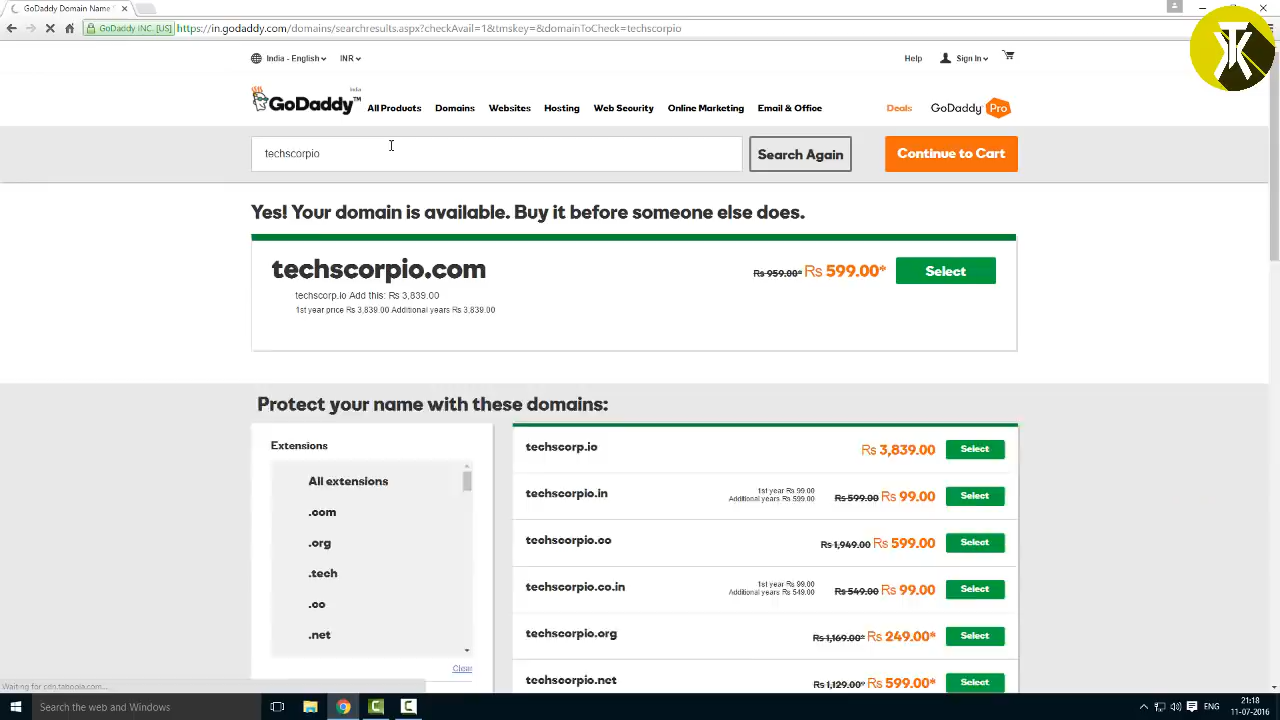 GoDaddy Domain Name
GoDaddy INC. [US] https://in.godaddy.com/domains/searchresults.aspx?checkAvail=1&tmskey=&domainToCheck=techscorpio
India - English INR
Help Sign In
India
GoDaddy™ All Products Domains Websites Hosting Web Security Online Marketing Email & Office Deals GoDaddy Pro
techscorpio Search Again Continue to Cart
Yes! Your domain is available. Buy it before someone else does.
techscorpio.com Rs 959.00* Rs 599.00* Select
techscorp.io Add this: Rs 3,839.00
1st year price Rs 3,839.00 Additional years Rs 3,839.00
Protect your name with these domains:
Extensions
All extensions
.com
.org
.tech
.co
.net
Clear
techscorp.io Rs 3,839.00 Select
techscorpio.in 1st year Rs 99.00 Additional years Rs 599.00 Rs 599.00 Rs 99.00 Select
techscorpio.co Rs 1,949.00 Rs 599.00 Select
techscorpio.co.in 1st year Rs 99.00 Additional years Rs 549.00 Rs 549.00 Rs 99.00 Select
techscorpio.org Rs 1,169.00* Rs 249.00* Select
techscorpio.net Rs 1,129.00* Rs 599.00* Select
Waiting for cdn.taboola.com...
Search the web and Windows
ENG
21:18
11-07-2016